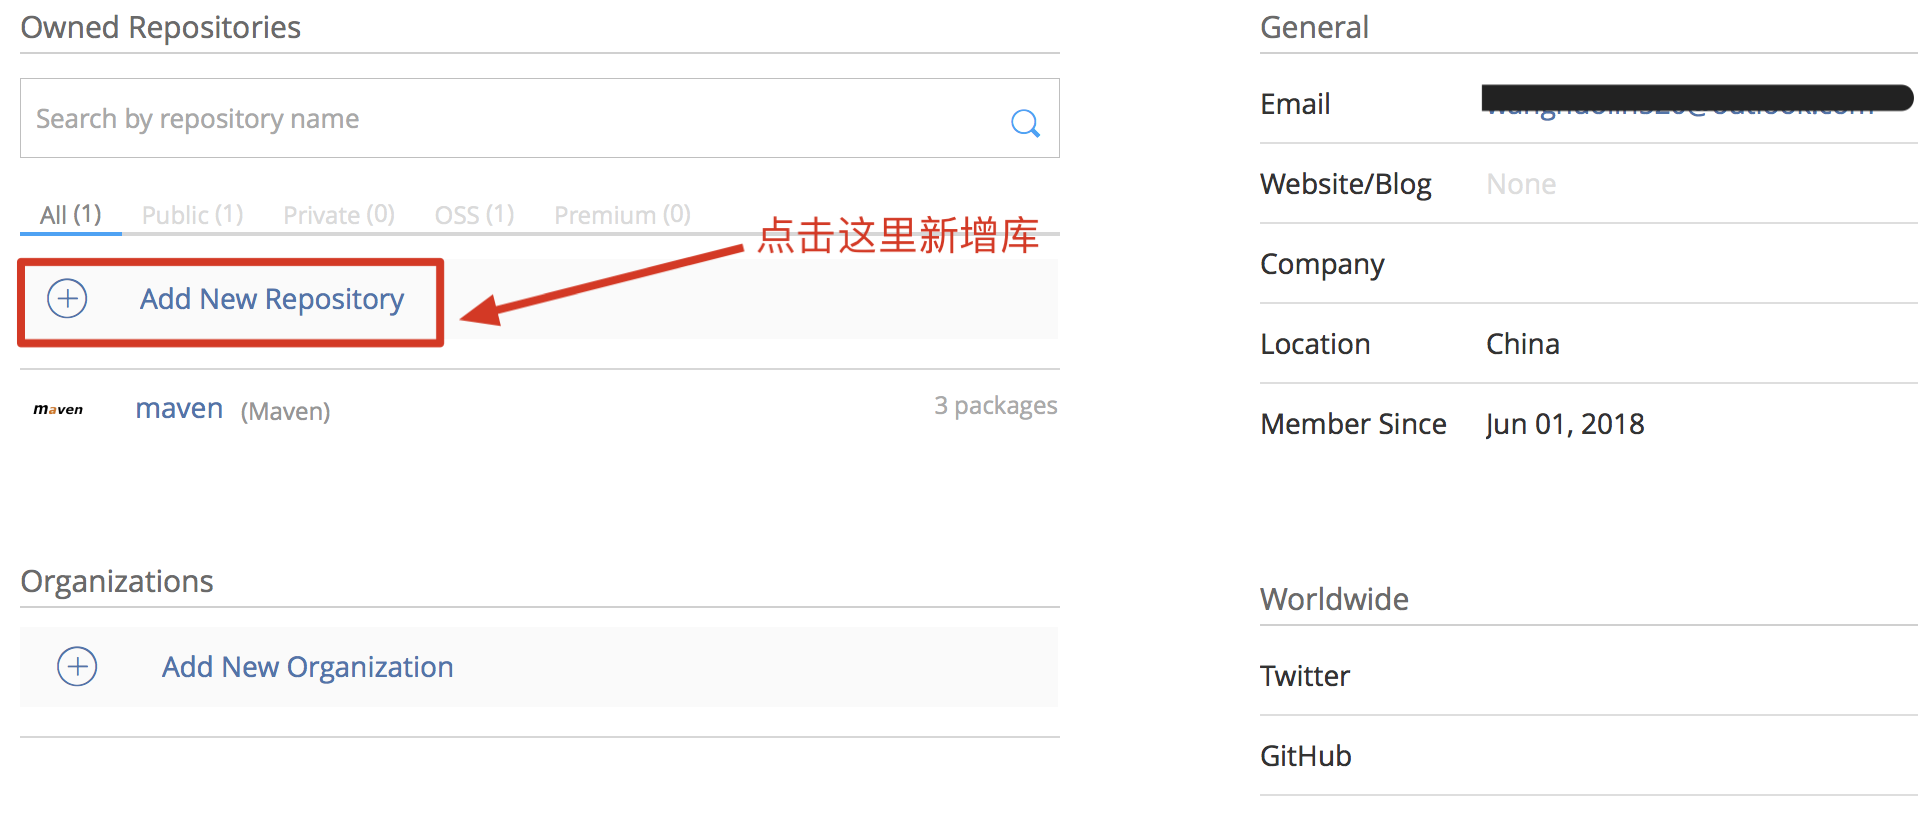 Owned Repositories
Search by repository name
All (1) Public (1) Private (0) OSS (1) Premium (0)
点击这里新增库
Add New Repository
maven maven (Maven) 3 packages
Organizations
Add New Organization
General
Email
Website/Blog None
Company
Location China
Member Since Jun 01, 2018
Worldwide
Twitter
GitHub